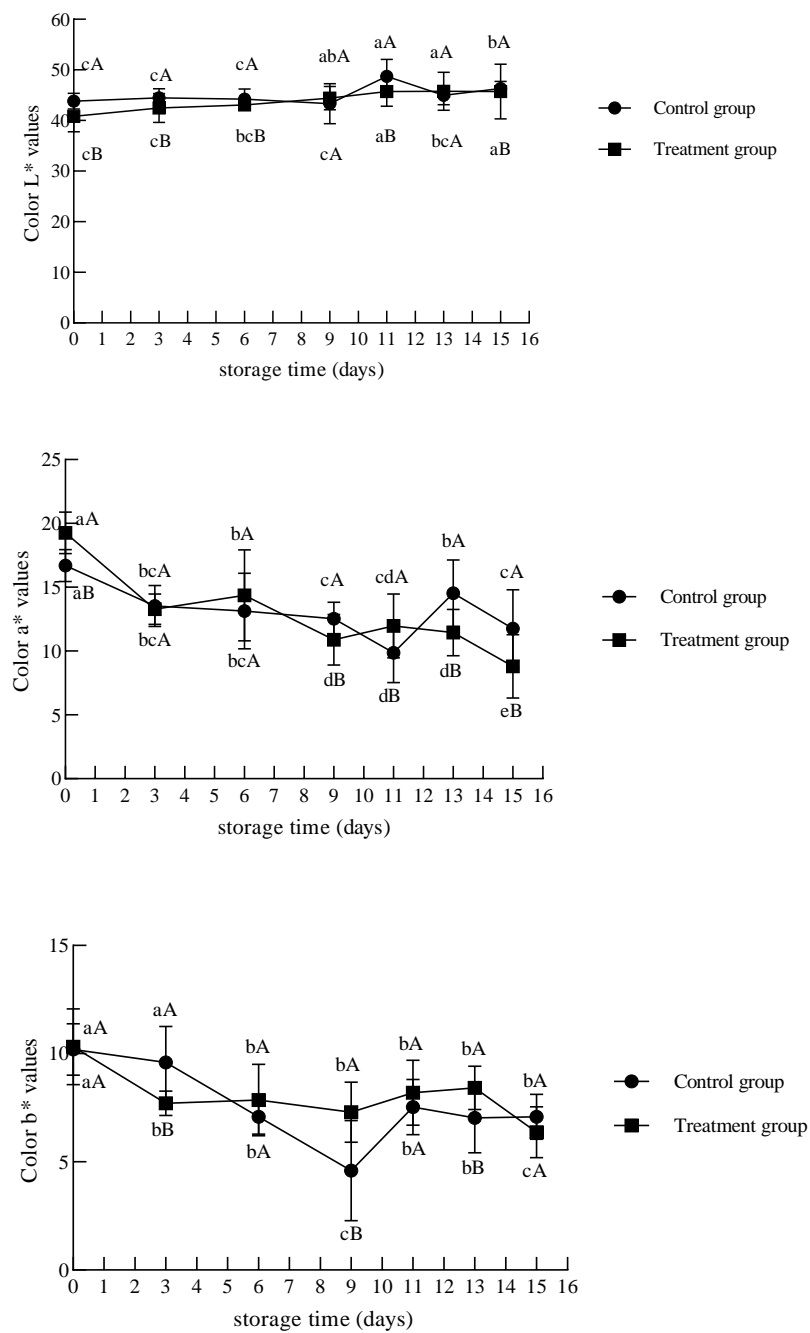 60
50
40
30
20
10
0
Color L* values
cA cA cA abA aA aA bA
cB cB bcB cA aB bcA aB
0 1 2 3 4 5 6 7 8 9 10 11 12 13 14 15 16
storage time (days)
Control group
Treatment group
25
20
15
10
5
0
Color a* values
aA bcA bA cA cdA bA cA
aB bcA bcA dB dB dB eB
0 1 2 3 4 5 6 7 8 9 10 11 12 13 14 15 16
storage time (days)
Control group
Treatment group
15
10
5
0
Color b* values
aA aA bA bA bA bA bA
aA bB bA cB bA bB cA
0 1 2 3 4 5 6 7 8 9 10 11 12 13 14 15 16
storage time (days)
Control group
Treatment group